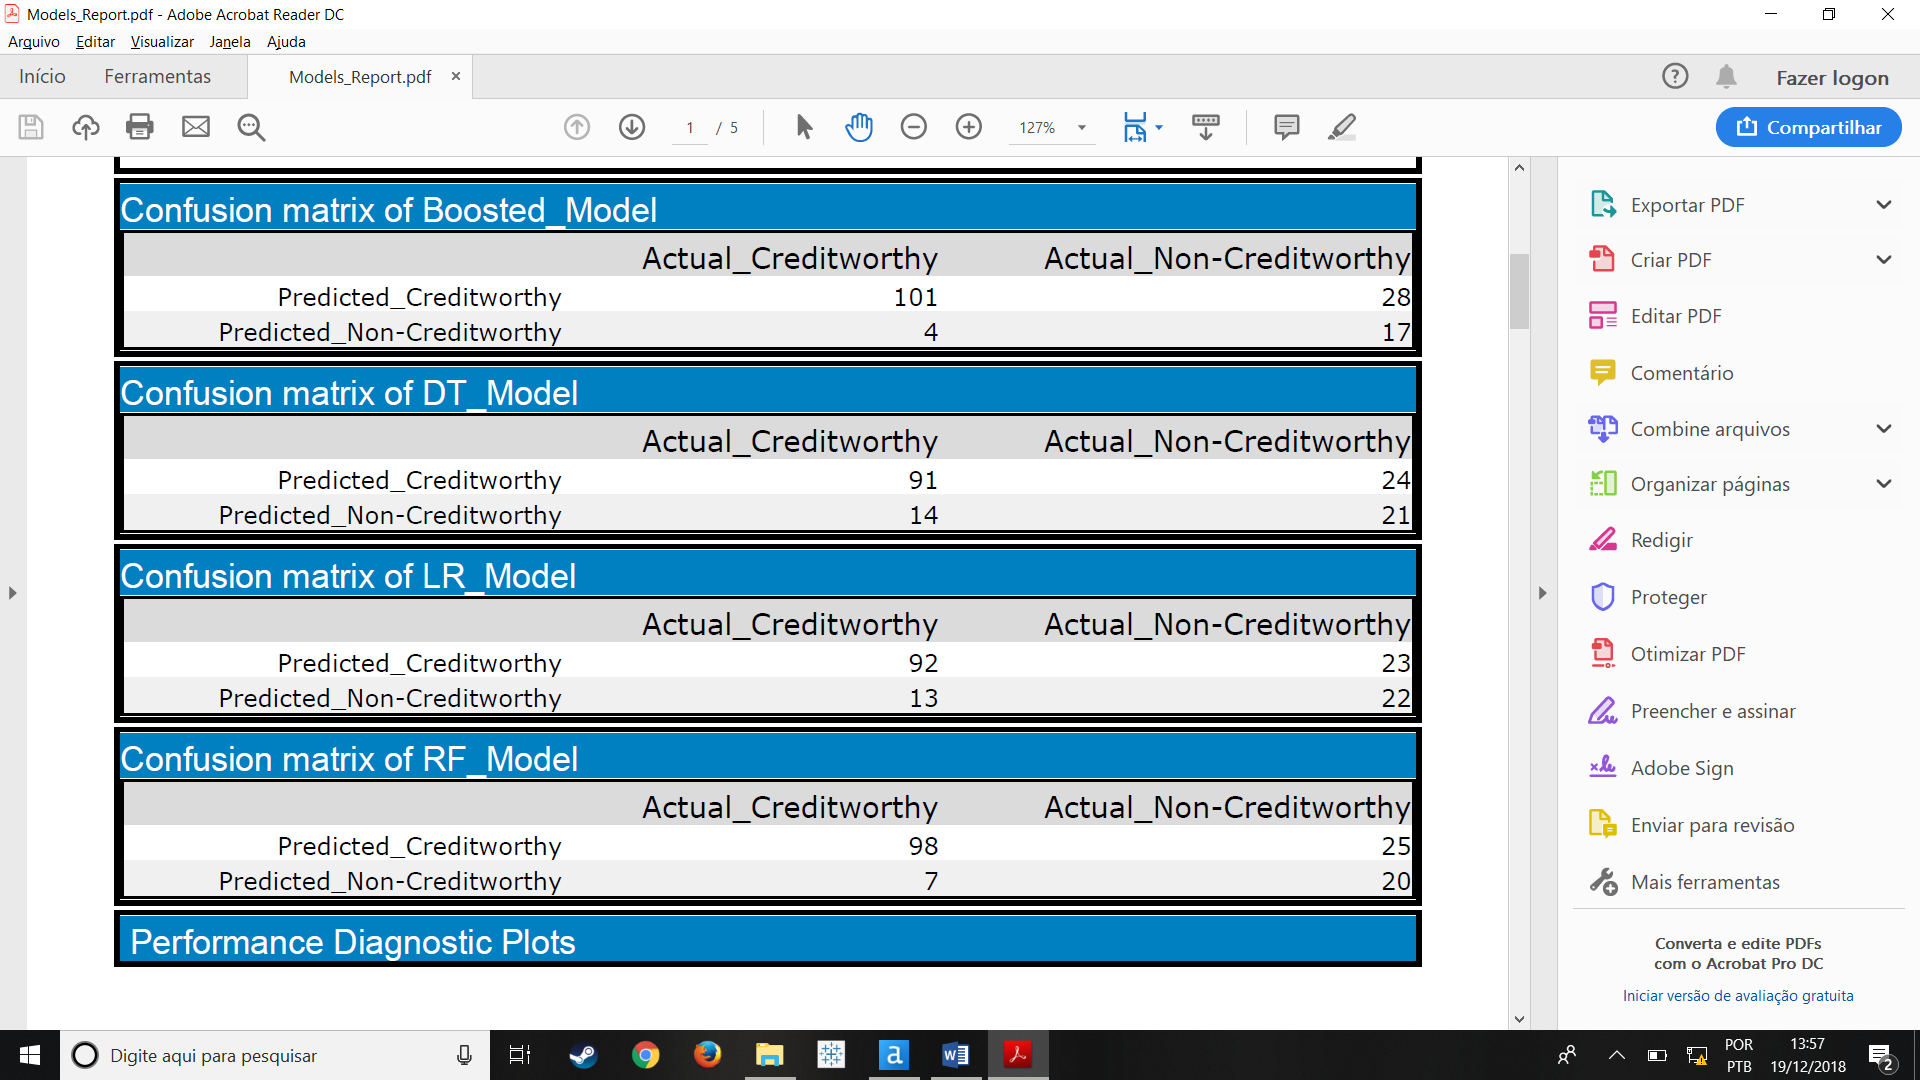 Models_Report.pdf - Adobe Acrobat Reader DC
Arquivo Editar Visualizar Janela Ajuda
Início Ferramentas Models_Report.pdf × ? Fazer logon
1 / 5 127% Compartilhar
Confusion matrix of Boosted_Model
Actual_Creditworthy Actual_Non-Creditworthy
Predicted_Creditworthy 101 28
Predicted_Non-Creditworthy 4 17
Confusion matrix of DT_Model
Actual_Creditworthy Actual_Non-Creditworthy
Predicted_Creditworthy 91 24
Predicted_Non-Creditworthy 14 21
Confusion matrix of LR_Model
Actual_Creditworthy Actual_Non-Creditworthy
Predicted_Creditworthy 92 23
Predicted_Non-Creditworthy 13 22
Confusion matrix of RF_Model
Actual_Creditworthy Actual_Non-Creditworthy
Predicted_Creditworthy 98 25
Predicted_Non-Creditworthy 7 20
Performance Diagnostic Plots
Exportar PDF
Criar PDF
Editar PDF
Comentário
Combine arquivos
Organizar páginas
Redigir
Proteger
Otimizar PDF
Preencher e assinar
Adobe Sign
Enviar para revisão
Mais ferramentas
Converta e edite PDFs
com o Acrobat Pro DC
Iniciar versão de avaliação gratuita
Digite aqui para pesquisar
a
POR
PTB
13:57
19/12/2018
2